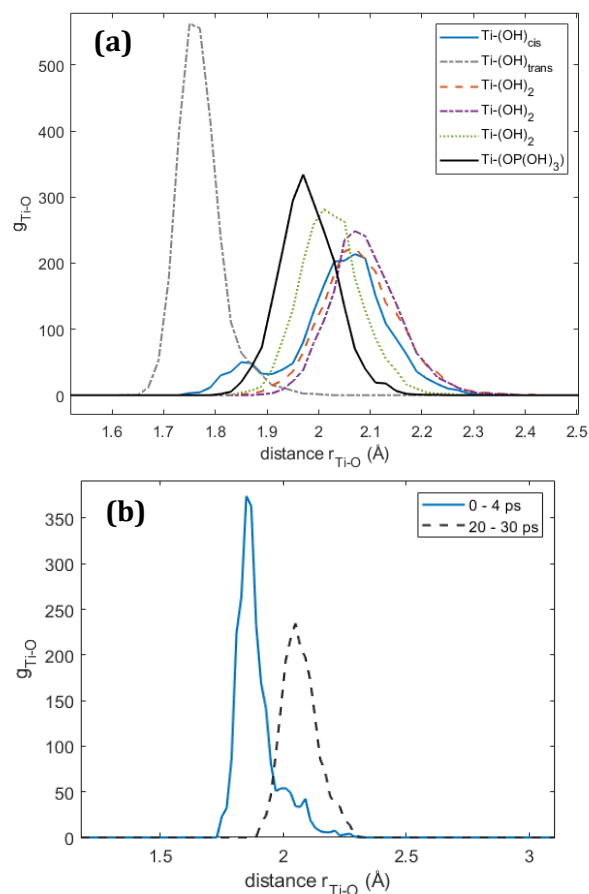 (a)
Ti-(OH)cis
Ti-(OH)trans
Ti-(OH)2
Ti-(OH)2
Ti-(OH)2
Ti-(OP(OH)3)
500
400
300
200
100
0
gTi-O
1.6 1.7 1.8 1.9 2 2.1 2.2 2.3 2.4 2.5
distance rTi-O (Å)
(b)
0 - 4 ps
20 - 30 ps
350
300
250
200
150
100
50
0
gTi-O
1.5 2 2.5 3
distance rTi-O (Å)